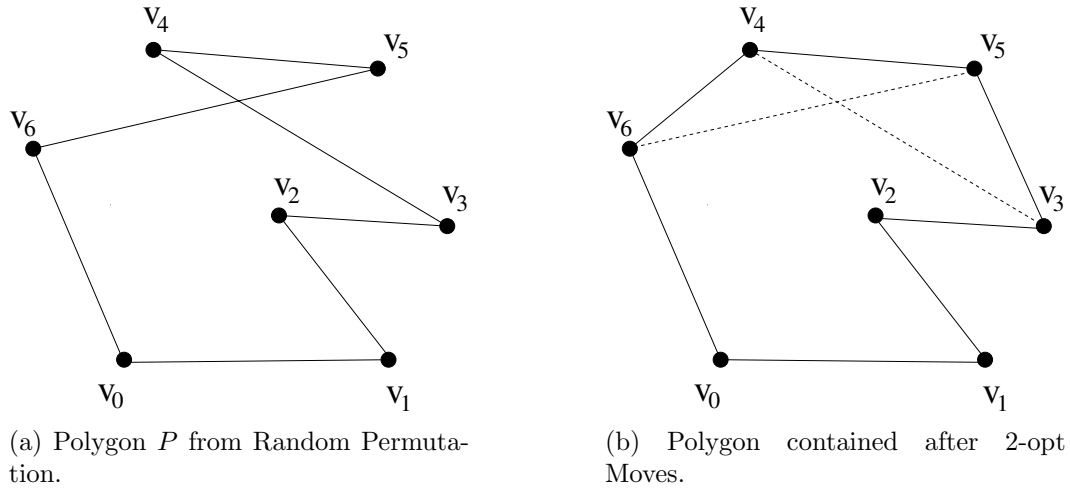 v4
v5
v6
v2
v3
v0
v1
(a) Polygon P from Random Permuta-
tion.
v4
v5
v6
v2
v3
v0
v1
(b) Polygon contained after 2-opt
Moves.